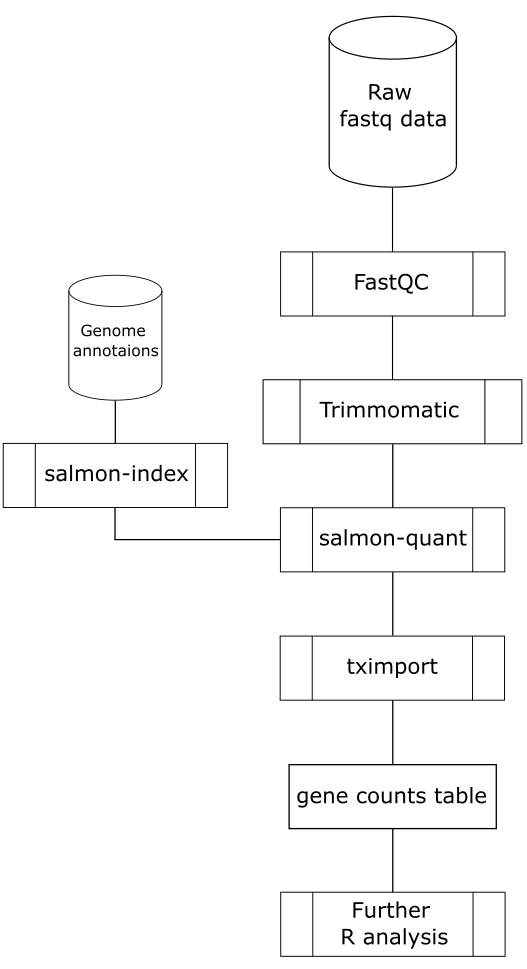 Raw
fastq data
FastQC
Genome
annotaions
Trimmomatic
salmon-index
salmon-quant
tximport
gene counts table
Further
R analysis